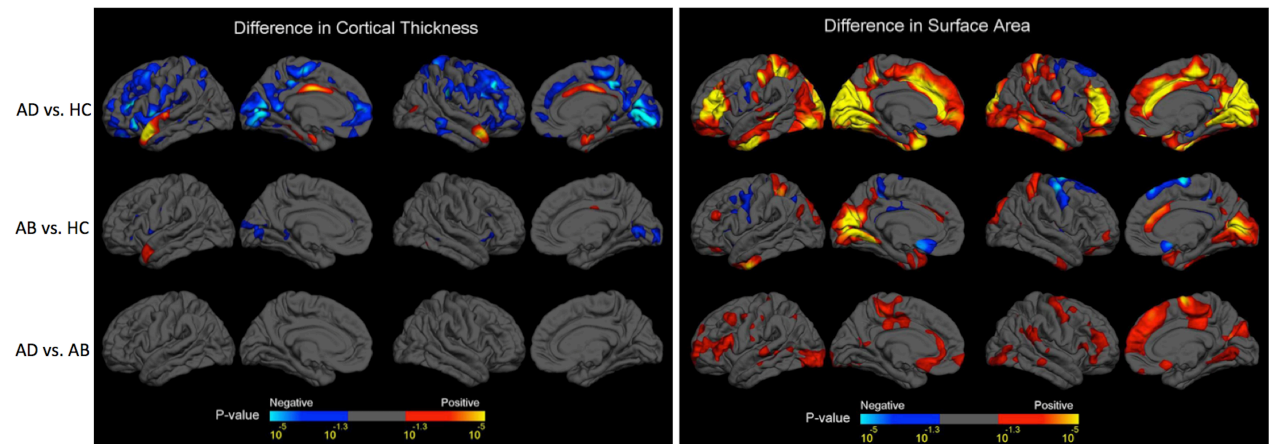 Difference in Cortical Thickness
Difference in Surface Area
AD vs. HC
AB vs. HC
AD vs. AB
Negative Positive
P-value
-5 -1.3 -1.3 -5
10 10 10 10
Negative Positive
P-value
-5 -1.3 -1.3 -5
10 10 10 10